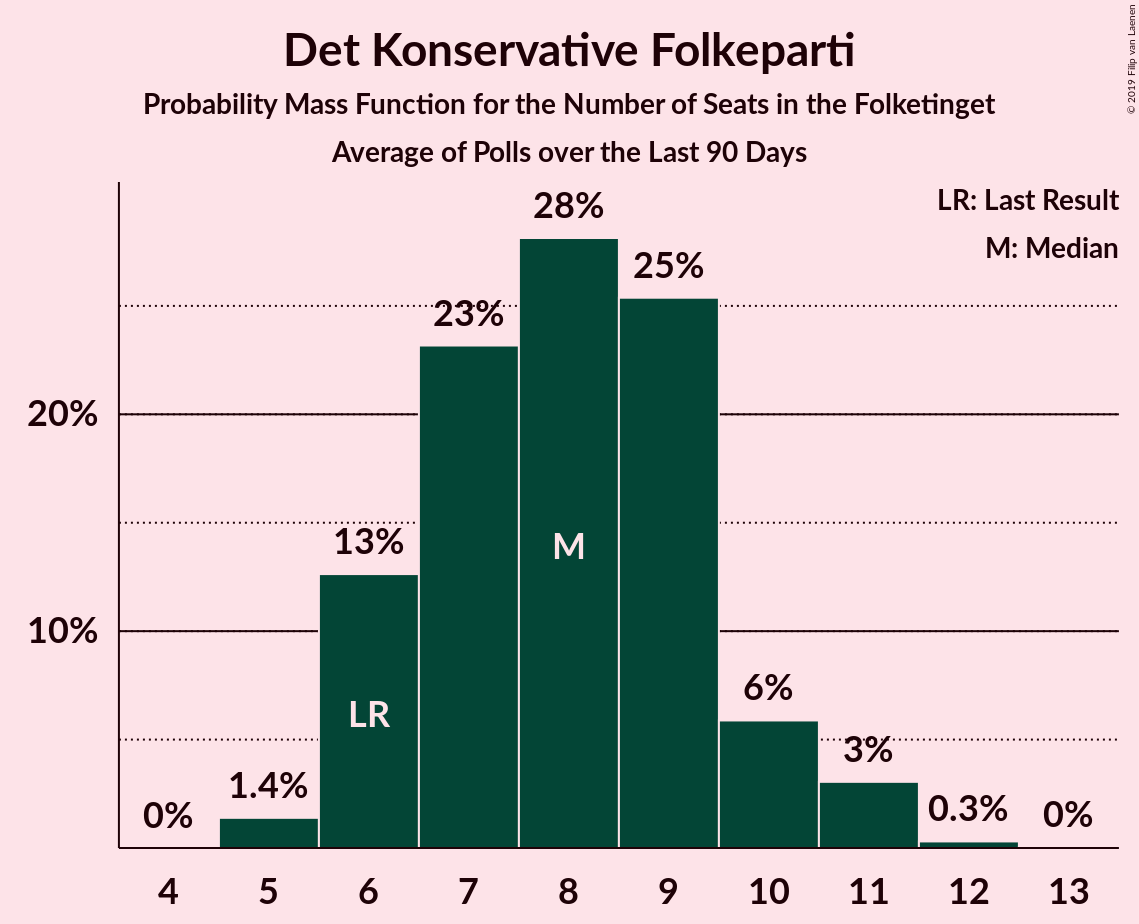 Det Konservative Folkeparti
Probability Mass Function for the Number of Seats in the Folketinget
Average of Polls over the Last 90 Days
© 2019 Filip van Laenen
LR: Last Result
M: Median
28%
25%
23%
20%
13%
M
10%
6%
LR
3%
1.4%
0.3%
0%
0%
4 5 6 7 8 9 10 11 12 13